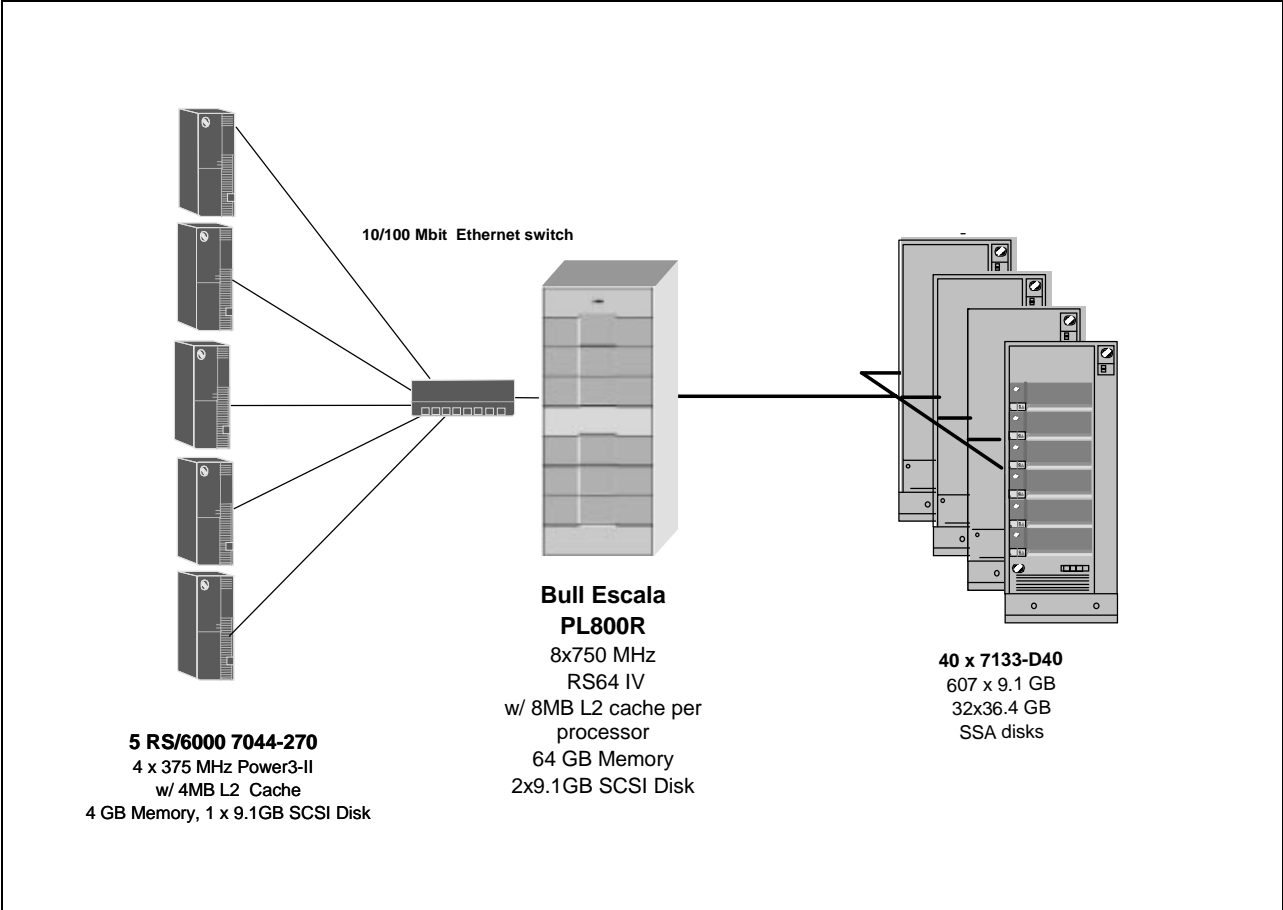 10/100 Mbit Ethernet switch
Bull Escala
PL800R
8x750 MHz
RS64 IV
w/ 8MB L2 cache per
processor
64 GB Memory
2x9.1GB SCSI Disk
40 x 7133-D40
607 x 9.1 GB
32x36.4 GB
SSA disks
5 RS/6000 7044-270
4 x 375 MHz Power3-II
w/ 4MB L2 Cache
4 GB Memory, 1 x 9.1GB SCSI Disk